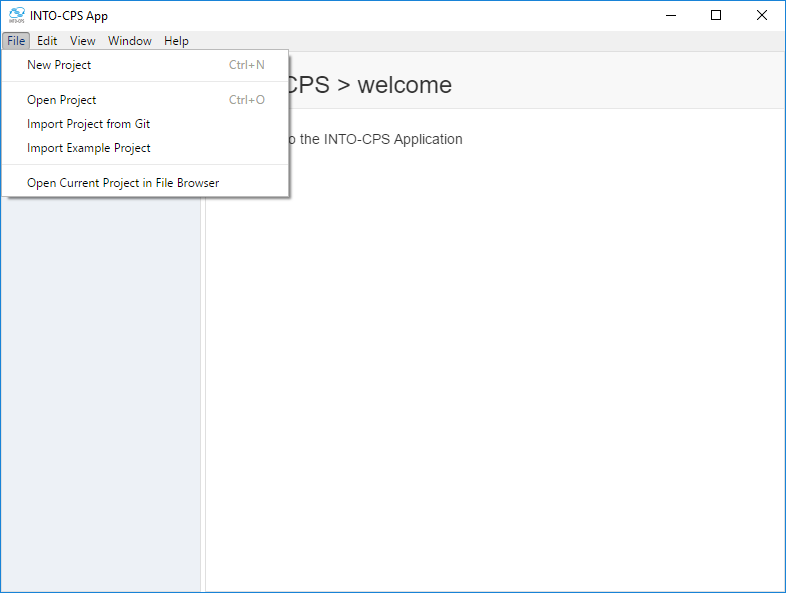 INTO-CPS App
File Edit View Window Help
New Project Ctrl+N
Open Project Ctrl+O
Import Project from Git
Import Example Project
Open Current Project in File Browser
CPS > welcome
o the INTO-CPS Application